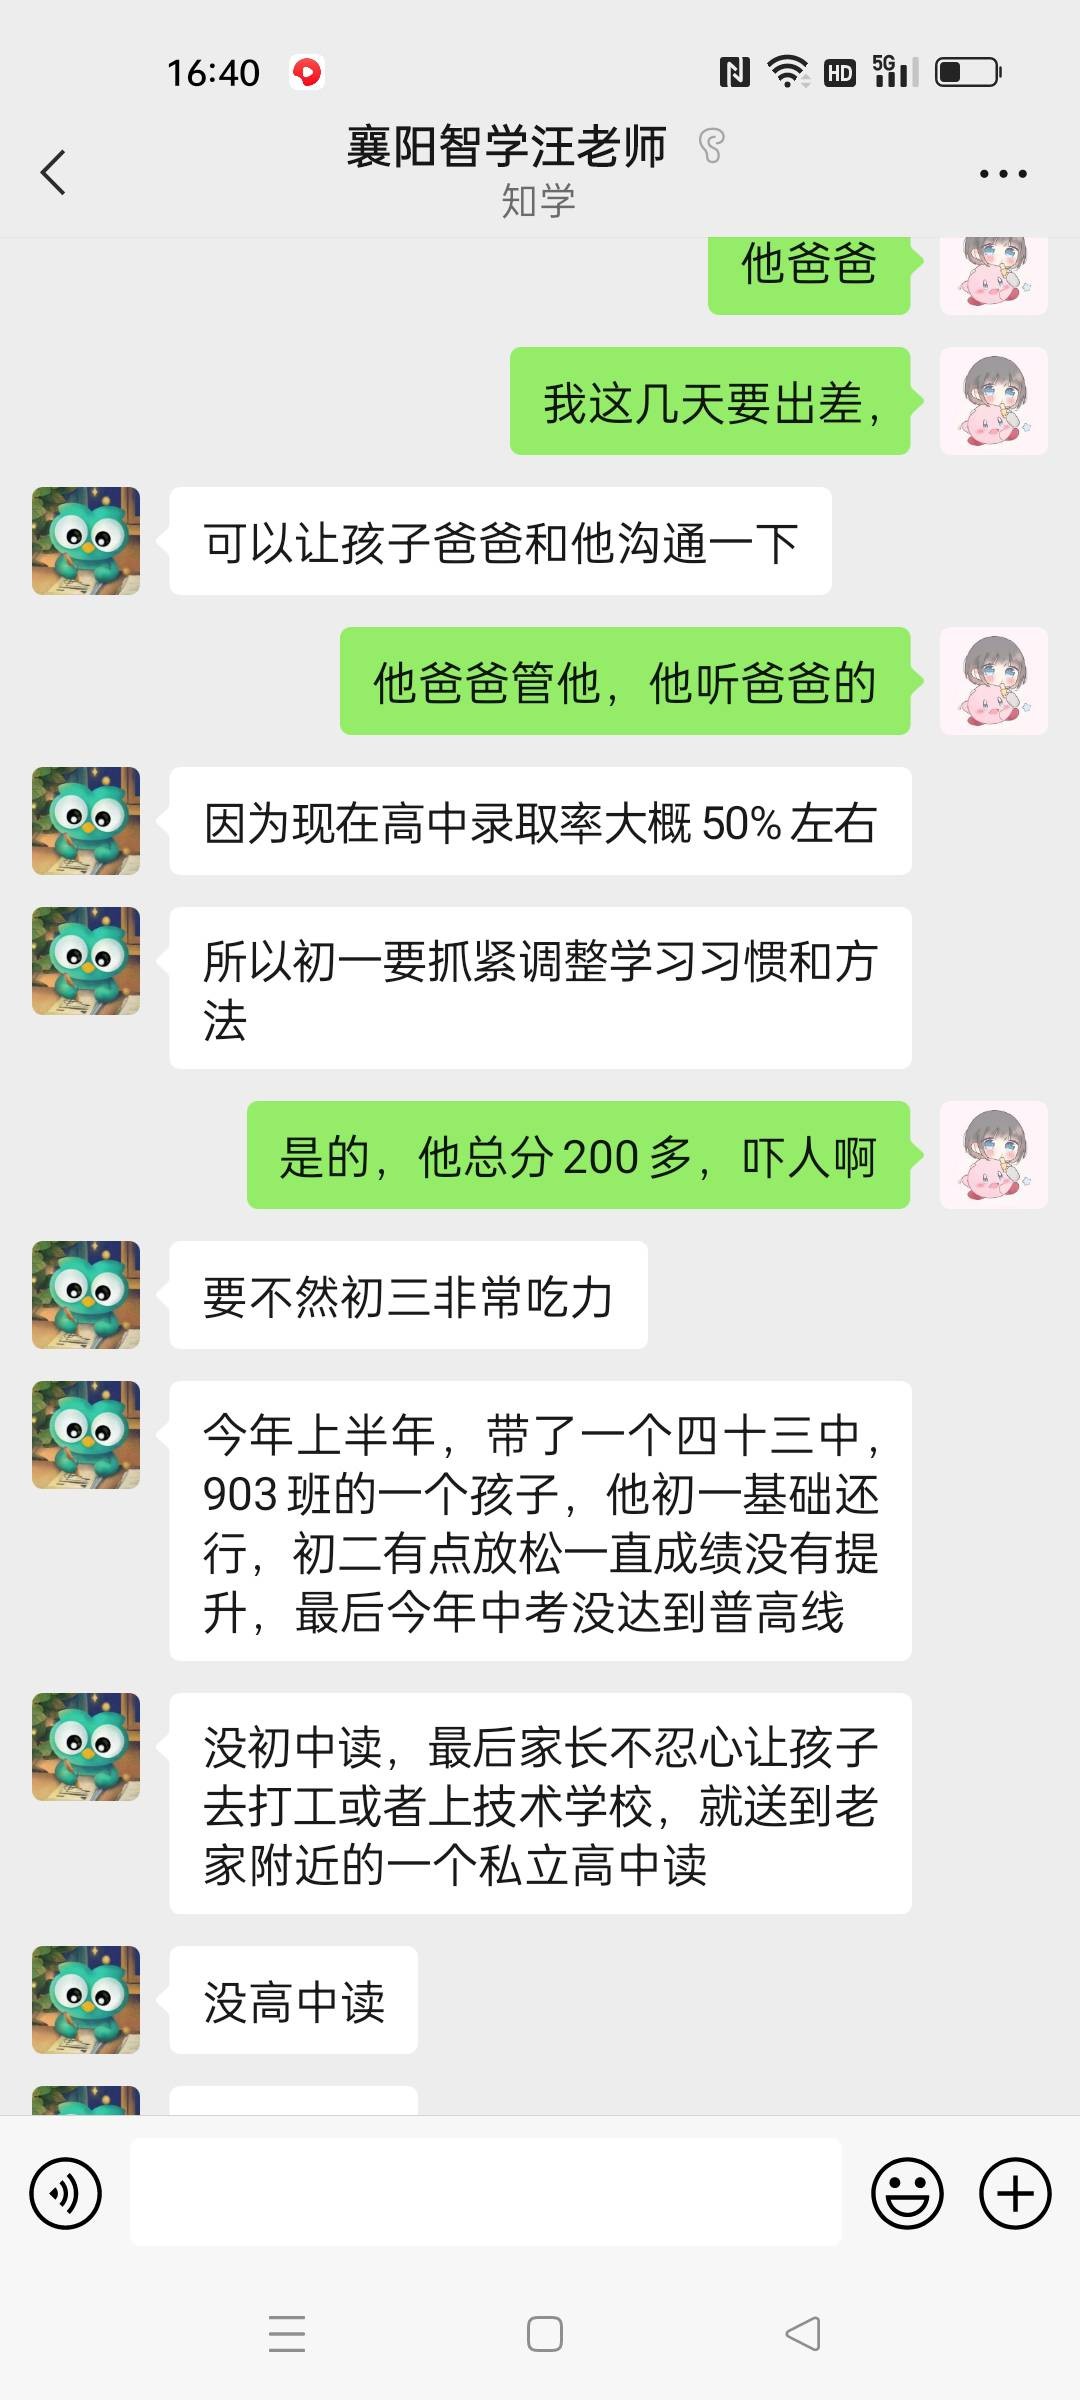 16:40
HD
5G
襄阳智学汪老师
知学
他爸爸
我这几天要出差，
可以让孩子爸爸和他沟通一下
他爸爸管他，他听爸爸的
因为现在高中录取率大概50%左右
所以初一要抓紧调整学习习惯和方
法
是的，他总分200多，吓人啊
要不然初三非常吃力
今年上半年，带了一个四十三中，
903班的一个孩子，他初一基础还
行，初二有点放松一直成绩没有提
升，最后今年中考没达到普高线
没初中读，最后家长不忍心让孩子
去打工或者上技术学校，就送到老
家附近的一个私立高中读
没高中读